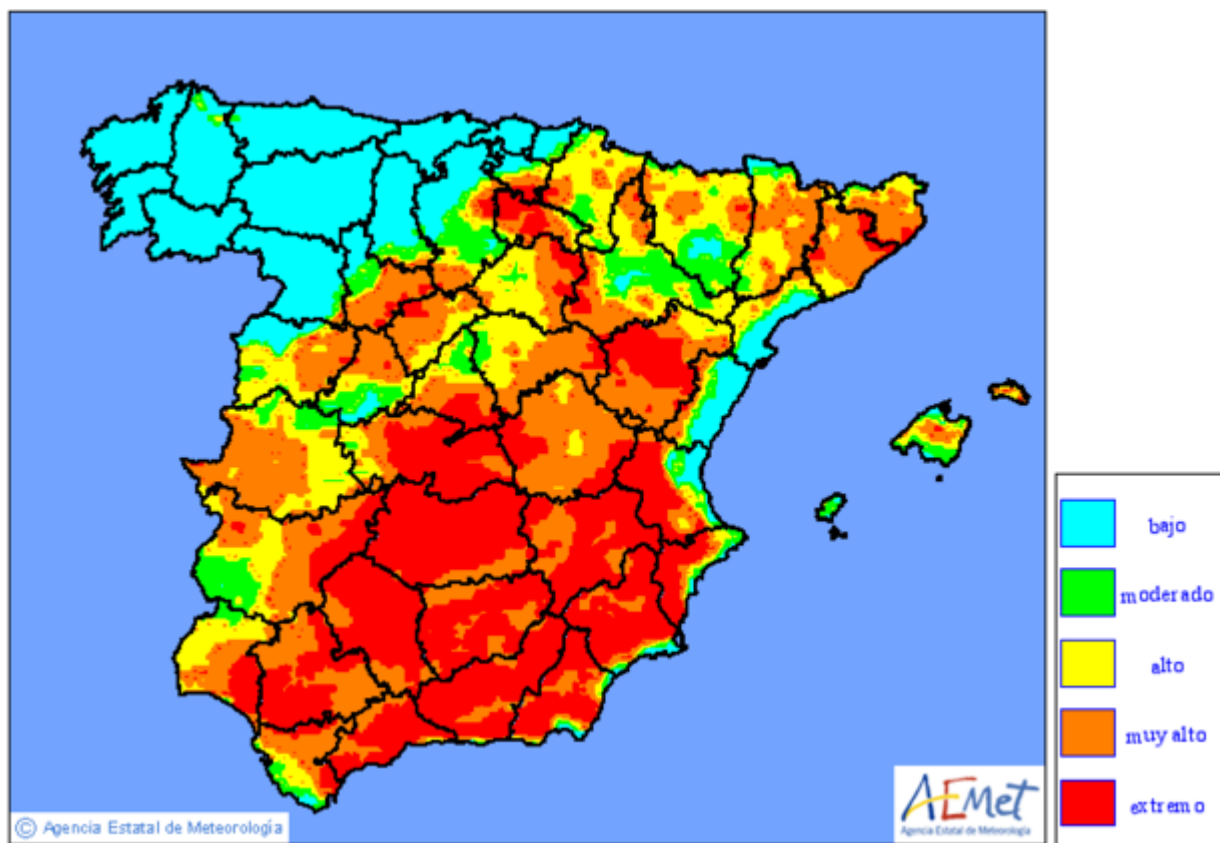 bajo
moderado
alto
muy alto
extremo
AEMet
Agencia Estatal de Meteorología
© Agencia Estatal de Meteorología